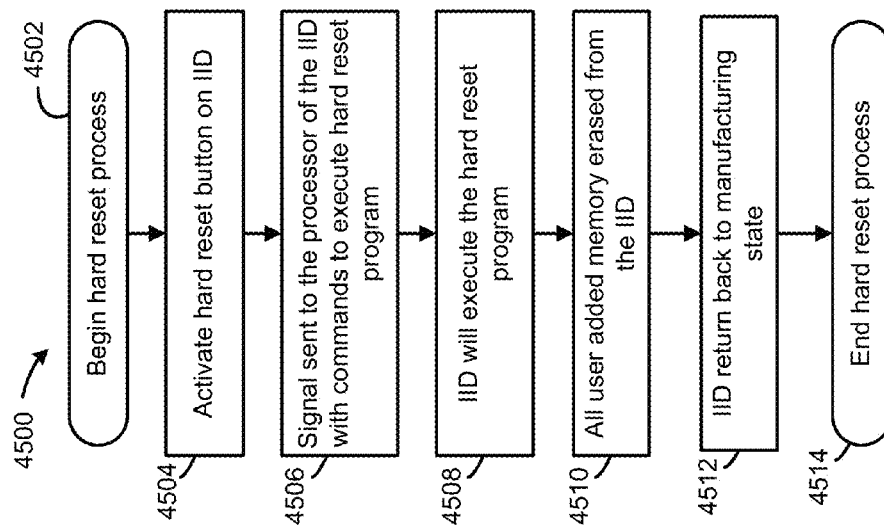 4500
4502
Begin hard reset process
4504
Activate hard reset button on IID
4506
Signal sent to the processor of the IID
with commands to execute hard reset
program
4508
IID will execute the hard reset
program
4510
All user added memory erased from
the IID
4512
IID return back to manufacturing
state
4514
End hard reset process